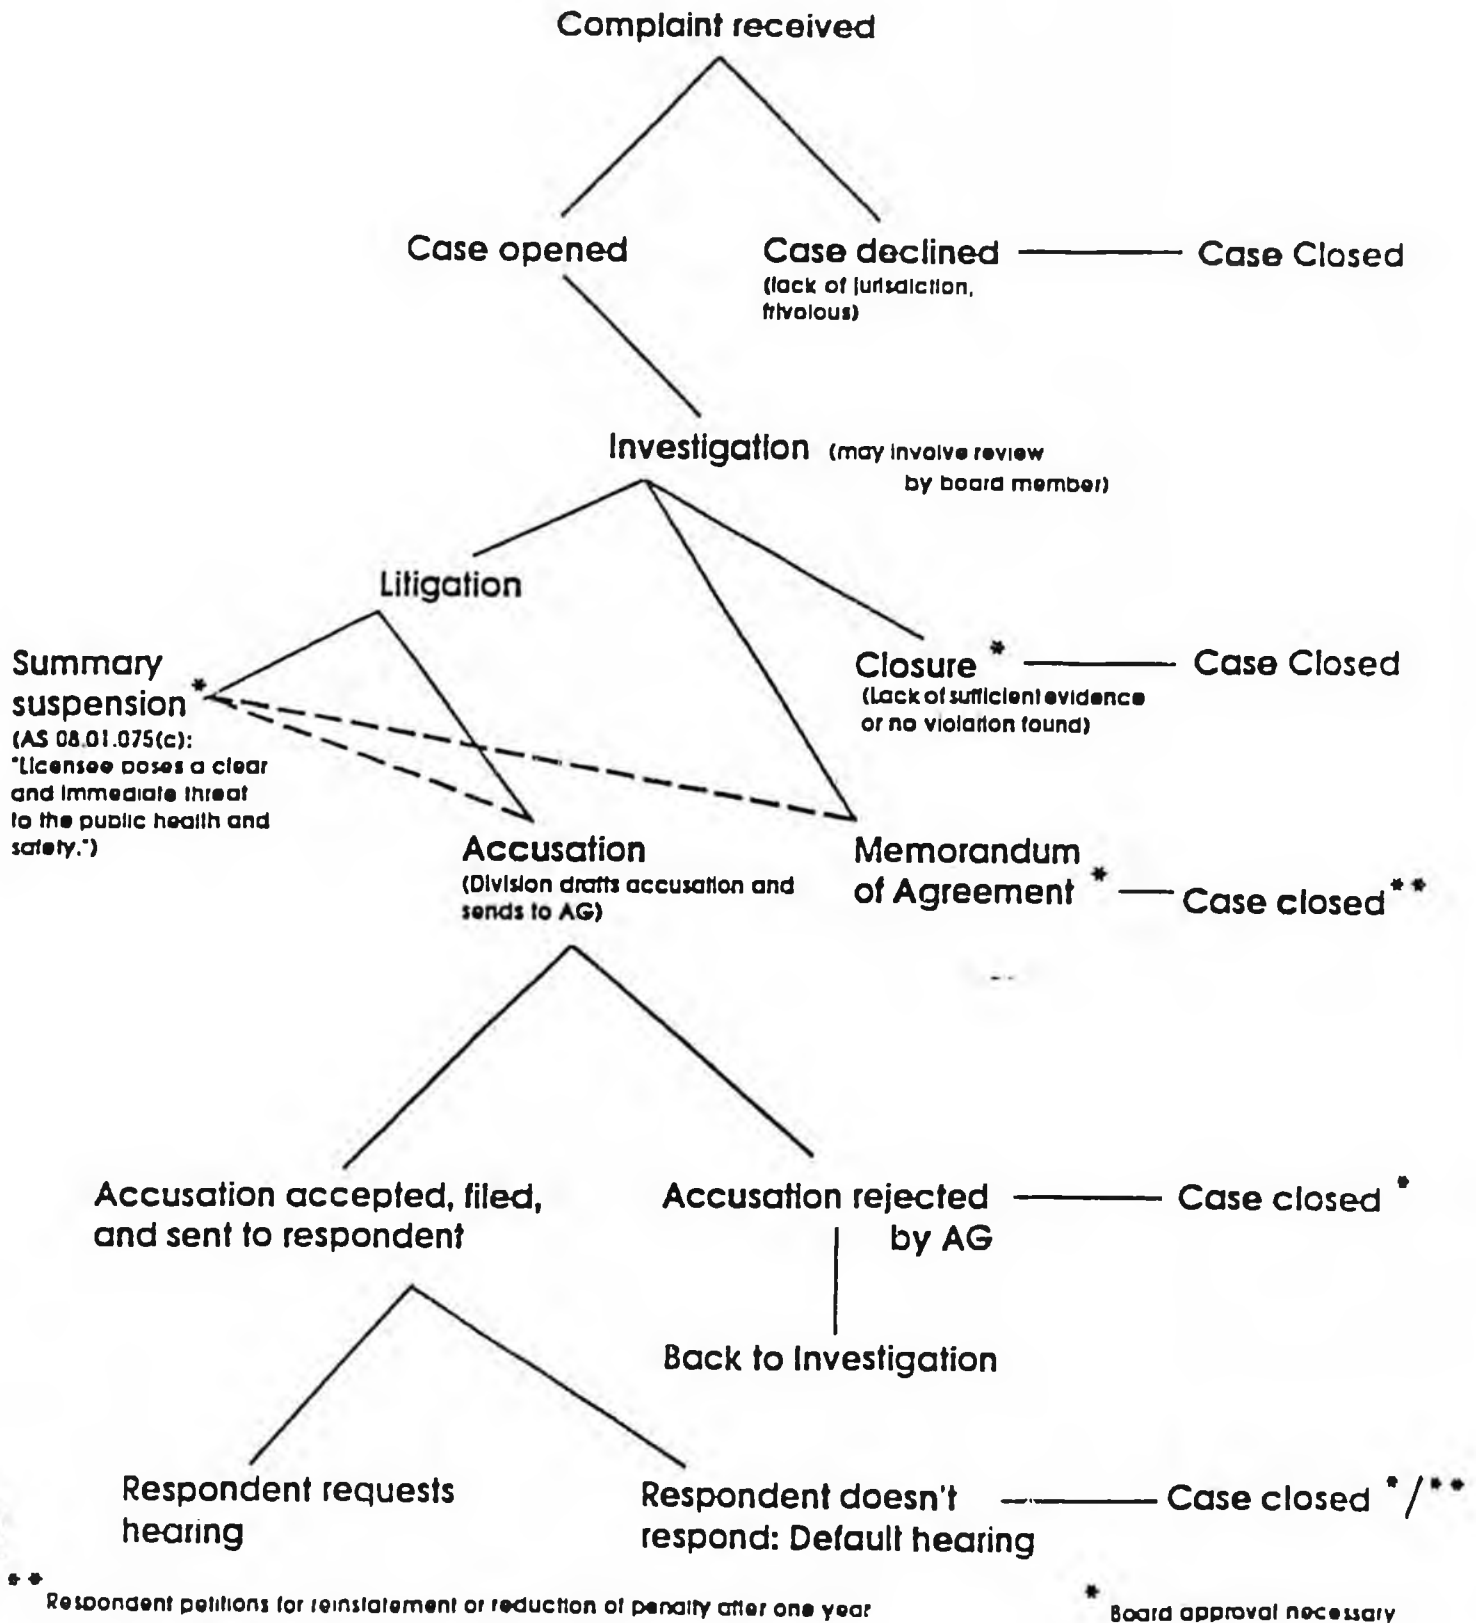 Complaint received
Case opened
Case declined
(lack of jurisdiction,
frivolous)
Case Closed
Investigation (may involve review
by board member)
Litigation
Summary
suspension *
(AS 08.01.075(c):
"Licensee poses a clear
and immediate threat
to the public health and
safety.")
Closure *
(Lack of sufficient evidence
or no violation found)
Case Closed
Accusation
(Division drafts accusation and
sends to AG)
Memorandum
of Agreement *
Case closed **
Accusation accepted, filed,
and sent to respondent
Accusation rejected
by AG
Case closed *
Back to Investigation
Respondent requests
hearing
Respondent doesn't
respond: Default hearing
Case closed */**
** Respondent petitions for reinstatement or reduction of penalty after one year
* Board approval necessary